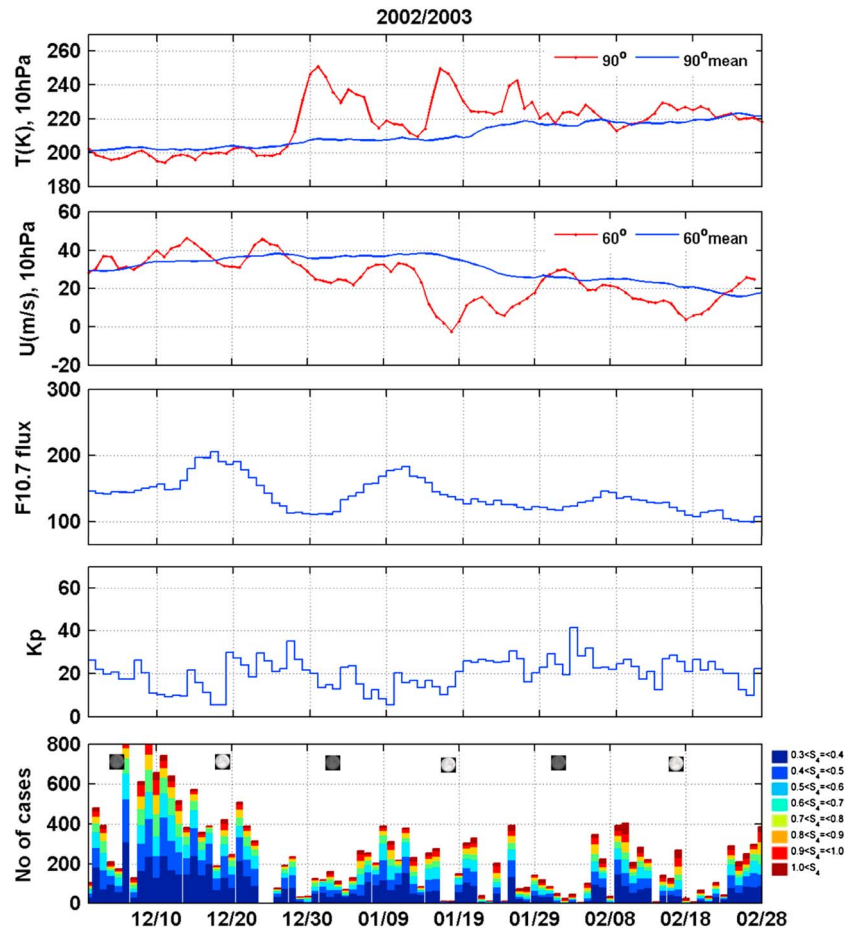 2002/2003
T(K), 10hPa
260
240
220
200
180
90° 90°mean
U(m/s), 10hPa
60
40
20
0
-20
60° 60°mean
F10.7 flux
300
200
100
Kp
60
40
20
0
No of cases
800
600
400
200
0
0.3<S4=<0.4
0.4<S4=<0.5
0.5<S4=<0.6
0.6<S4=<0.7
0.7<S4=<0.8
0.8<S4=<0.9
0.9<S4=<1.0
1.0<S4
12/10 12/20 12/30 01/09 01/19 01/29 02/08 02/18 02/28